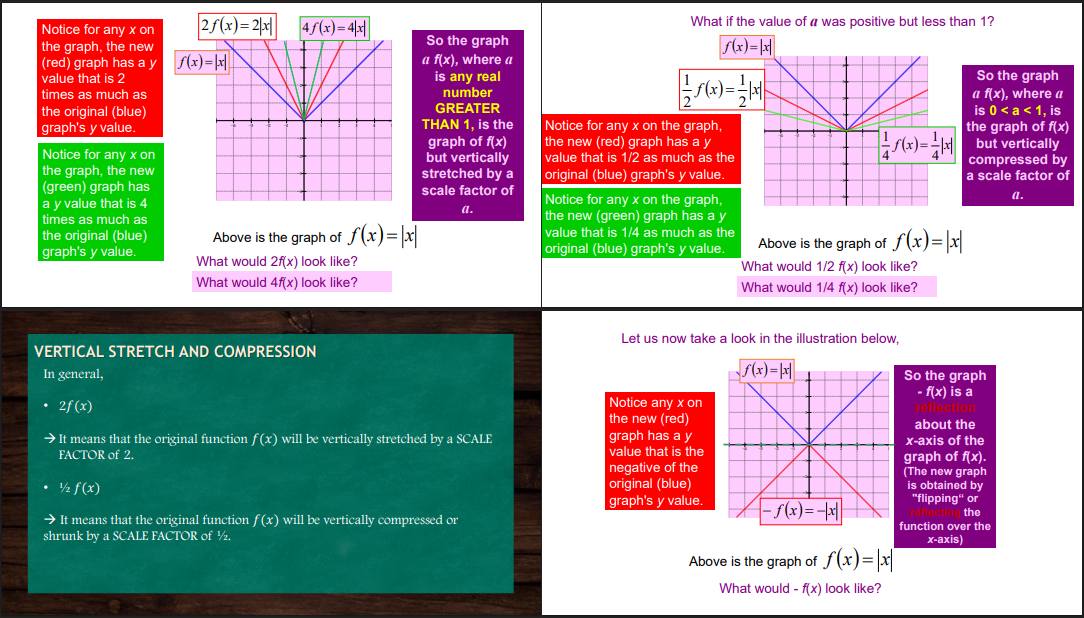 Notice for any x on
the graph, the new
(red) graph has a y
value that is 2
times as much as
the original (blue)
graph's y value.
Notice for any x on
the graph, the new
(green) graph has
a y value that is 4
times as much as
the original (blue)
graph's y value.
2 f(x) = 2|x|
4 f(x) = 4|x|
f(x) = |x|
So the graph
a f(x), where a
is any real
number
GREATER
THAN 1, is the
graph of f(x)
but vertically
stretched by a
scale factor of
a.
Above is the graph of f(x) = |x|
What would 2f(x) look like?
What would 4f(x) look like?
What if the value of a was positive but less than 1?
f(x) = |x|
1/2 f(x) = 1/2 |x|
1/4 f(x) = 1/4 |x|
Notice for any x on the graph,
the new (red) graph has a y
value that is 1/2 as much as the
original (blue) graph's y value.
Notice for any x on the graph,
the new (green) graph has a y
value that is 1/4 as much as the
original (blue) graph's y value.
So the graph
a f(x), where a
is 0 < a < 1, is
the graph of f(x)
but vertically
compressed by
a scale factor of
a.
Above is the graph of f(x) = |x|
What would 1/2 f(x) look like?
What would 1/4 f(x) look like?
VERTICAL STRETCH AND COMPRESSION
In general,
• 2f (x)
→ It means that the original function f (x) will be vertically stretched by a SCALE
FACTOR of 2.
• ½ f (x)
→ It means that the original function f (x) will be vertically compressed or
shrunk by a SCALE FACTOR of ½.
Let us now take a look in the illustration below,
f(x) = |x|
Notice any x on
the new (red)
graph has a y
value that is the
negative of the
original (blue)
graph's y value.
− f(x) = −|x|
So the graph
- f(x) is a
reflection
about the
x-axis of the
graph of f(x).
(The new graph
is obtained by
"flipping“ or
reflecting the
function over the
x-axis)
Above is the graph of f(x) = |x|
What would - f(x) look like?